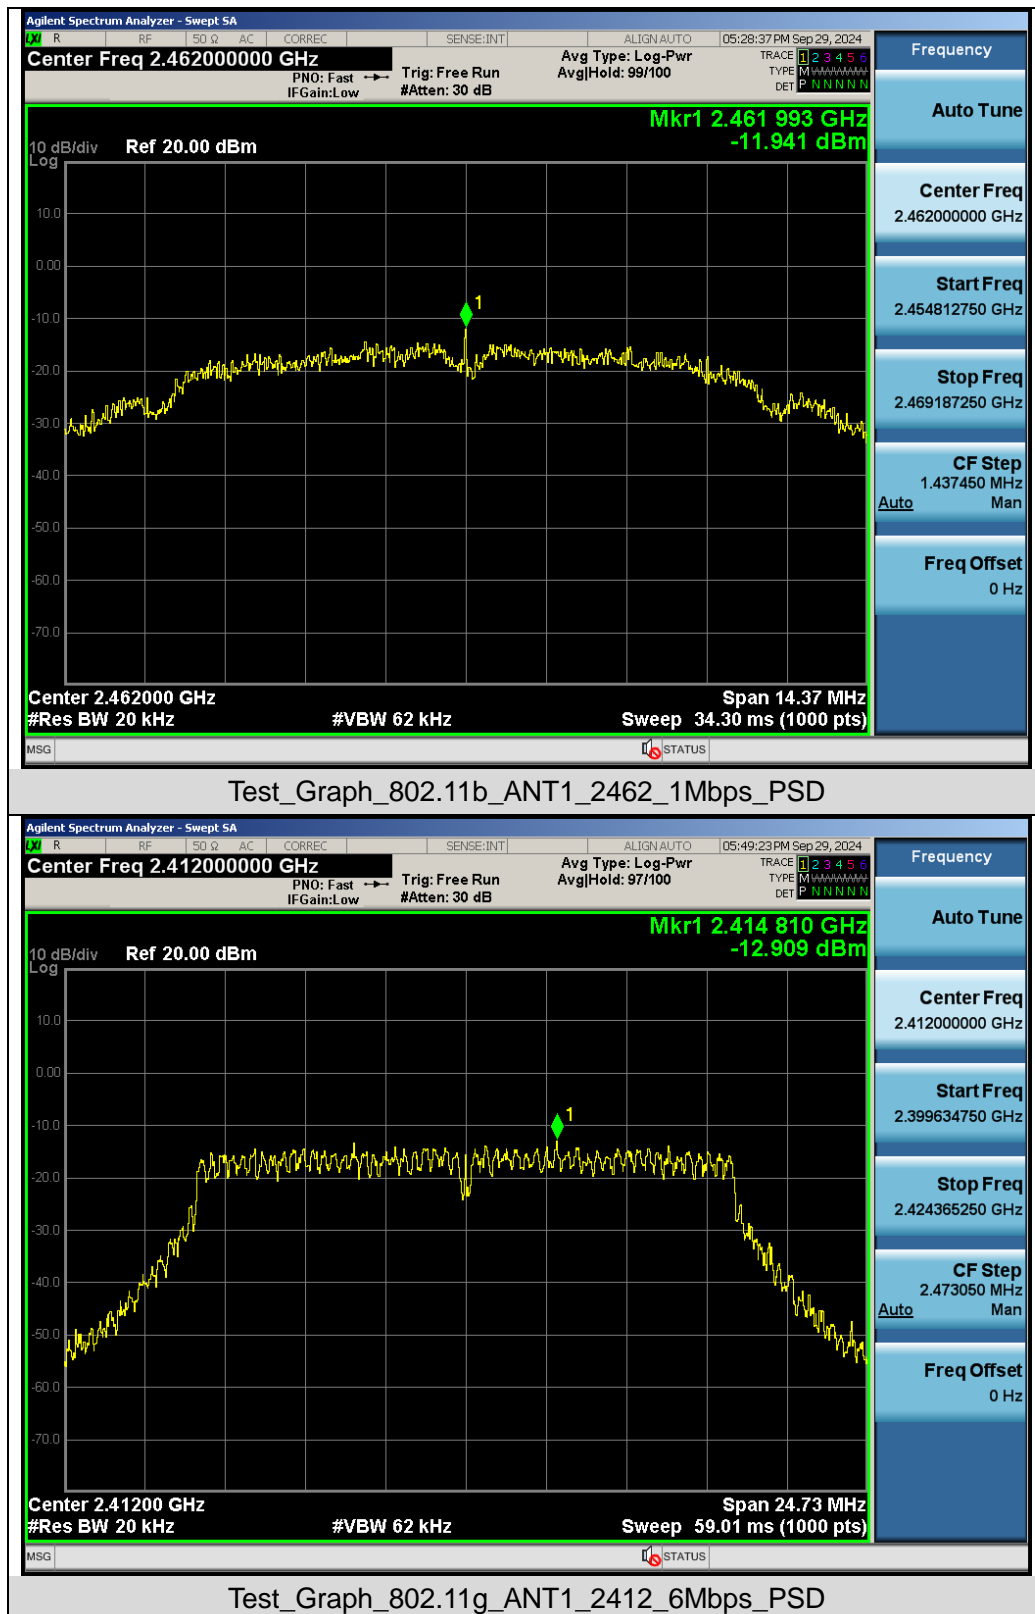 Agilent Spectrum Analyzer - Swept SA
LXI R RF 50 Ω AC CORREC SENSE:INT ALIGN AUTO 05:28:37 PM Sep 29, 2024
Center Freq 2.462000000 GHz
PNO: Fast
IFGain:Low
Trig: Free Run
#Atten: 30 dB
Avg Type: Log-Pwr
Avg|Hold: 99/100
TRACE 1 2 3 4 5 6
TYPE M WWWWW
DET P N N N N N
Mkr1 2.461 993 GHz
-11.941 dBm
10 dB/div Ref 20.00 dBm
Log
10.0
0.00
-10.0
-20.0
-30.0
-40.0
-50.0
-60.0
-70.0
1
Center 2.462000 GHz Span 14.37 MHz
#Res BW 20 kHz #VBW 62 kHz Sweep 34.30 ms (1000 pts)
MSG STATUS
Frequency
Auto Tune
Center Freq
2.462000000 GHz
Start Freq
2.454812750 GHz
Stop Freq
2.469187250 GHz
CF Step
1.437450 MHz
Auto Man
Freq Offset
0 Hz
Test_Graph_802.11b_ANT1_2462_1Mbps_PSD
Agilent Spectrum Analyzer - Swept SA
LXI R RF 50 Ω AC CORREC SENSE:INT ALIGN AUTO 05:49:23 PM Sep 29, 2024
Center Freq 2.412000000 GHz
PNO: Fast
IFGain:Low
Trig: Free Run
#Atten: 30 dB
Avg Type: Log-Pwr
Avg|Hold: 97/100
TRACE 1 2 3 4 5 6
TYPE M WWWWW
DET P N N N N N
Mkr1 2.414 810 GHz
-12.909 dBm
10 dB/div Ref 20.00 dBm
Log
10.0
0.00
-10.0
-20.0
-30.0
-40.0
-50.0
-60.0
-70.0
1
Center 2.41200 GHz Span 24.73 MHz
#Res BW 20 kHz #VBW 62 kHz Sweep 59.01 ms (1000 pts)
MSG STATUS
Frequency
Auto Tune
Center Freq
2.412000000 GHz
Start Freq
2.399634750 GHz
Stop Freq
2.424365250 GHz
CF Step
2.473050 MHz
Auto Man
Freq Offset
0 Hz
Test_Graph_802.11g_ANT1_2412_6Mbps_PSD